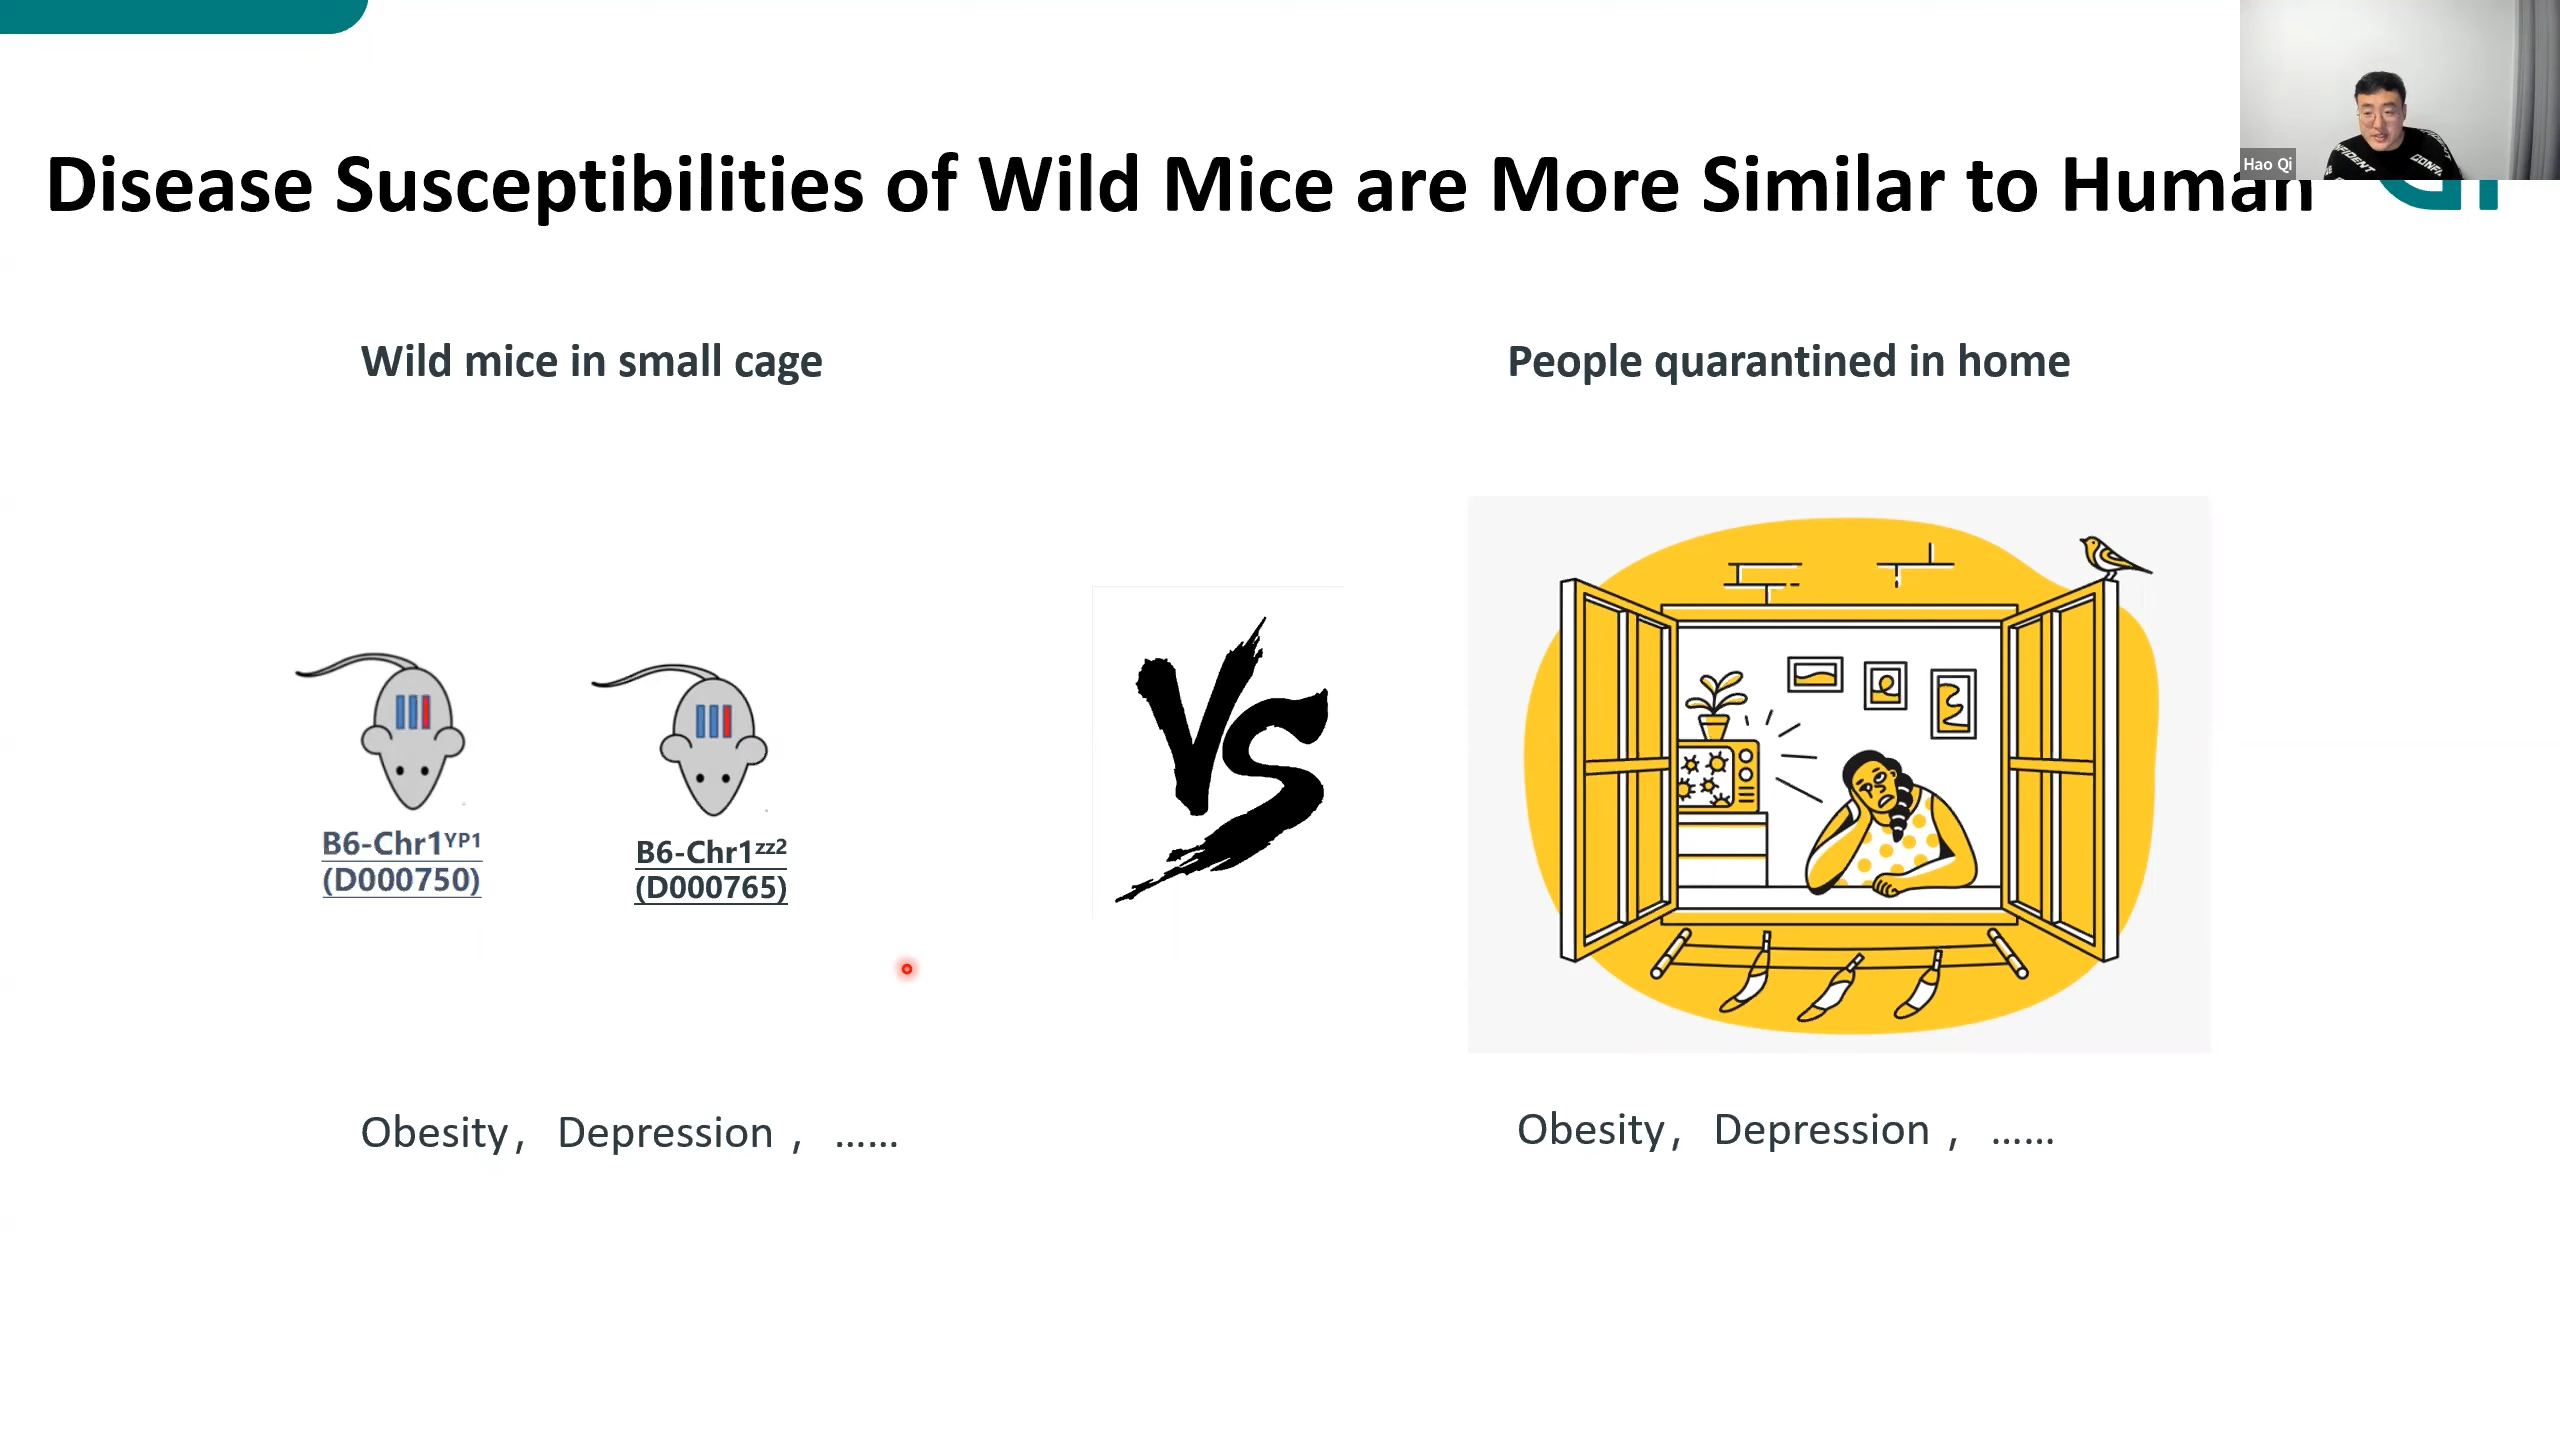 Disease Susceptibilities of Wild Mice are More Similar to Human
Hao Qi
Wild mice in small cage
People quarantined in home
VS
B6-Chr1YP1
(D000750)
B6-Chr1zz2
(D000765)
Obesity， Depression ， ……
Obesity， Depression ， ……